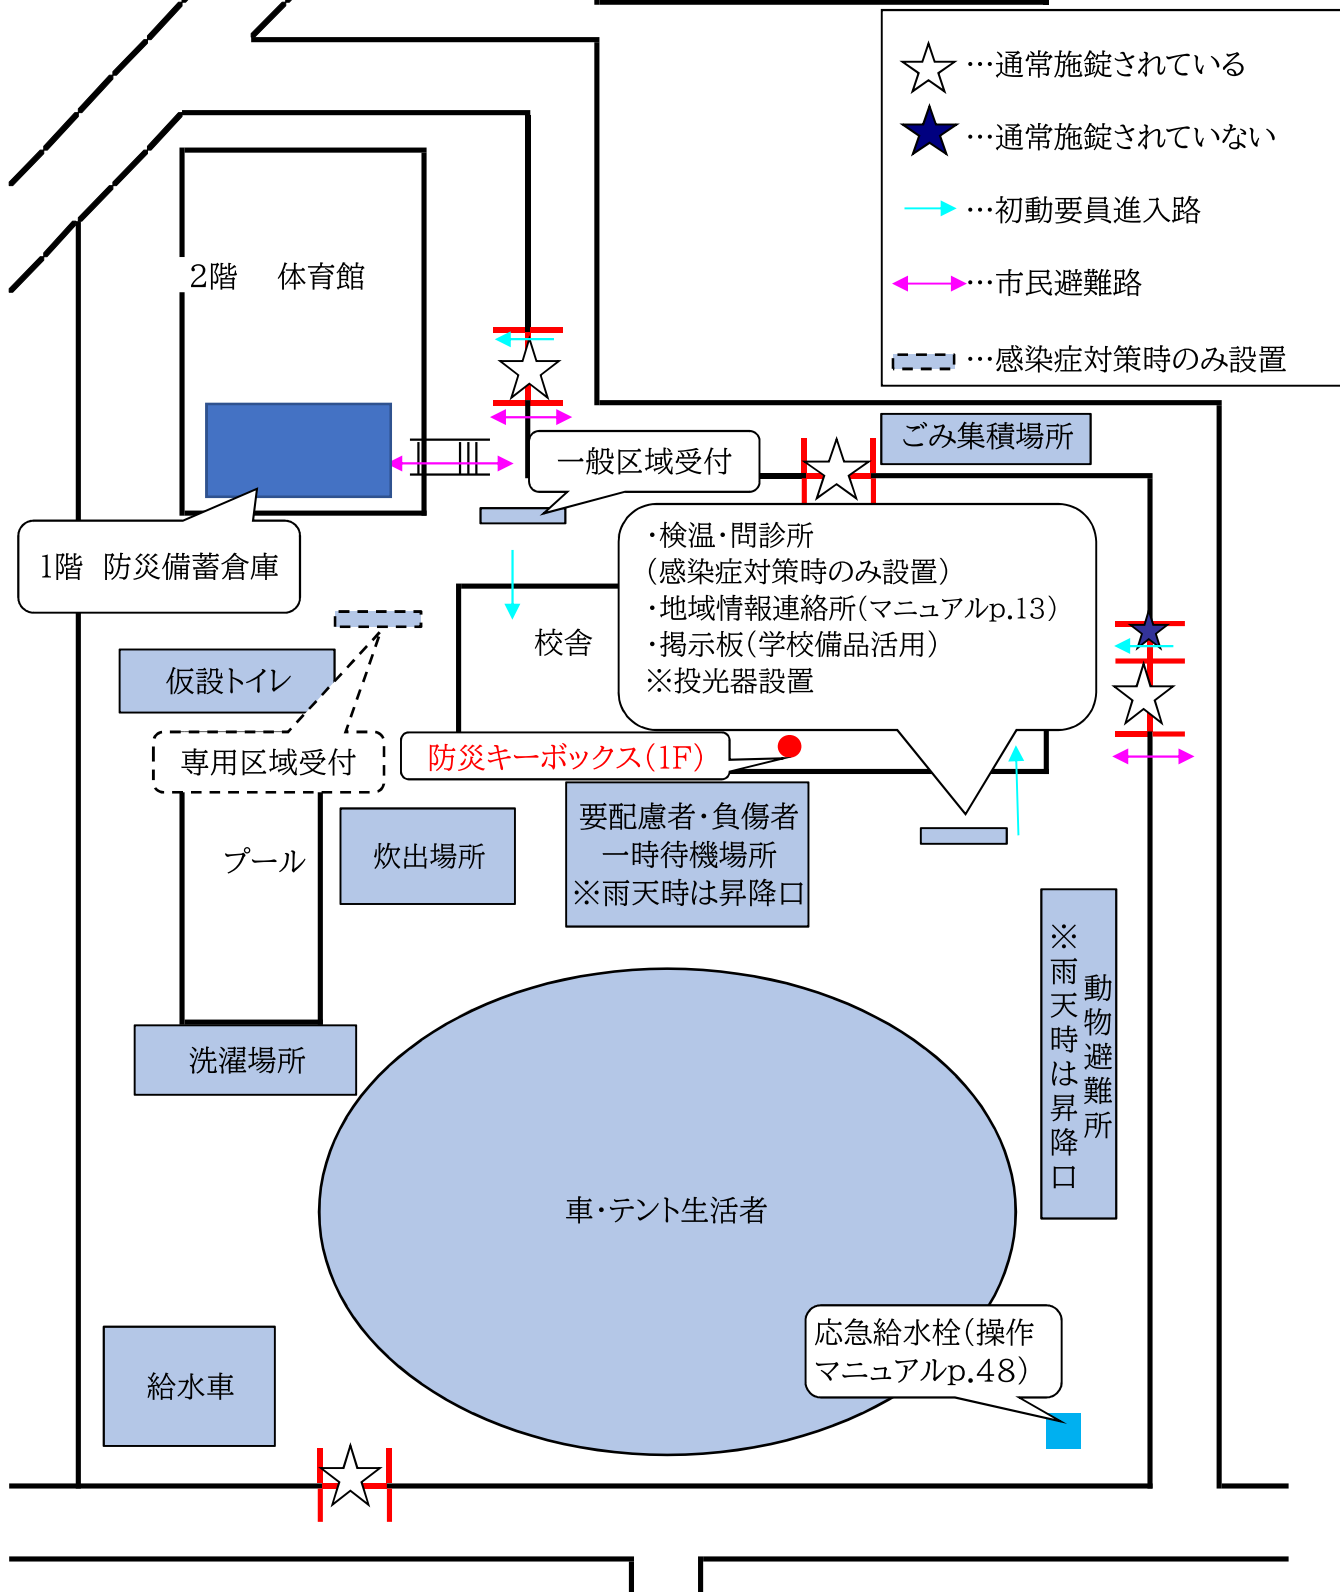 …通常施錠されている
…通常施錠されていない
…初動要員進入路
…市民避難路
…感染症対策時のみ設置
2階　体育館
ごみ集積場所
一般区域受付
1階　防災備蓄倉庫
・検温・問診所
(感染症対策時のみ設置)
・地域情報連絡所(マニュアルp.13)
・掲示板(学校備品活用)
※投光器設置
校舎
仮設トイレ
専用区域受付
防災キーボックス(1F)
プール
炊出場所
要配慮者・負傷者
一時待機場所
※雨天時は昇降口
動物避難所
※雨天時は昇降口
洗濯場所
車・テント生活者
応急給水栓(操作
マニュアルp.48)
給水車